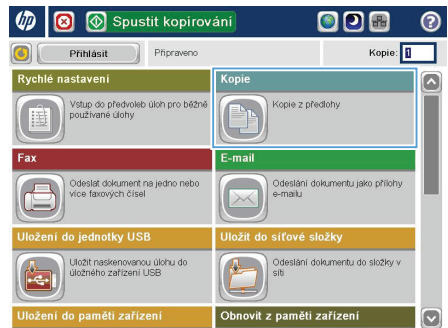 hp
Spustit kopírování
?
Přihlásit
Připraveno
Kopie: 1
Rychlé nastavení
Vstup do předvoleb úloh pro běžně
používané úlohy
Kopie
Kopie z předlohy
Fax
Odeslat dokument na jedno nebo
více faxových čísel
E-mail
Odeslání dokumentu jako přílohy
e-mailu
Uložení do jednotky USB
Uložit naskenovanou úlohu do
úložného zařízení USB
Uložit do síťové složky
Odeslání dokumentu do složky v
síti
Uložení do paměti zařízení
Obnovit z paměti zařízení